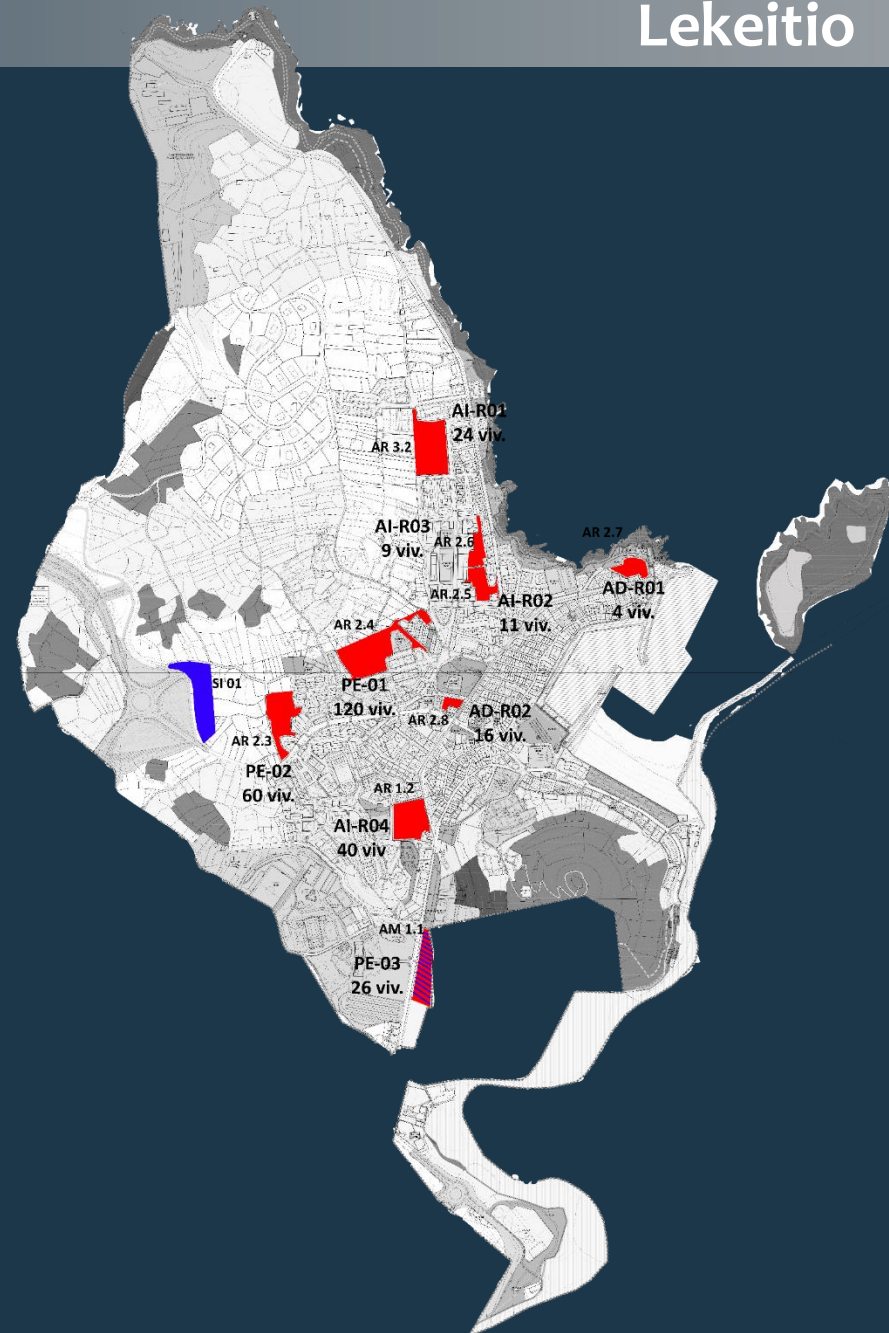 Lekeitio
AI-R01
24 viv.
AR 3.2
AI-R03
9 viv.
AR 2.6
AR 2.7
AR 2.5
AI-R02
11 viv.
AD-R01
4 viv.
AR 2.4
PE-01
120 viv.
SI 01
AR 2.8
AD-R02
16 viv.
AR 2.3
PE-02
60 viv.
AR 1.2
AI-R04
40 viv
AM 1.1
PE-03
26 viv.